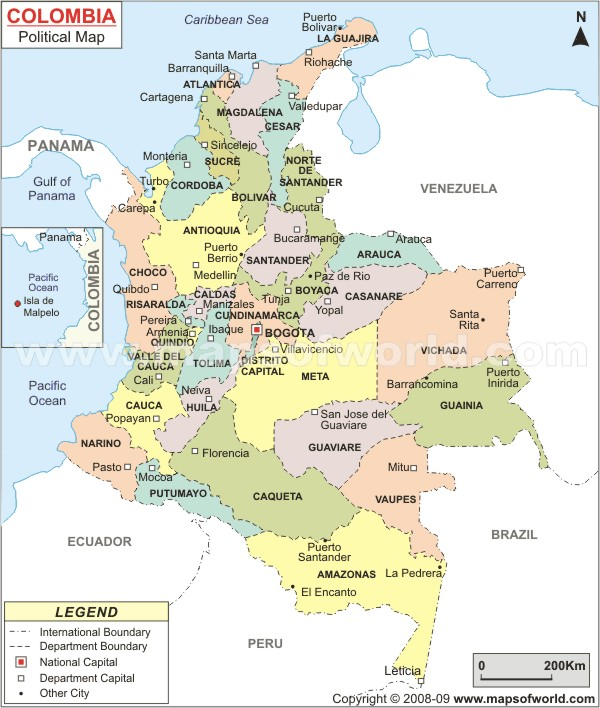 COLOMBIA
Political Map
Caribbean Sea
Puerto
Bolivar
N
LA GUAJIRA
Santa Marta
Riohache
Barranquilla
ATLANTICA
Cartagena
MAGDALENA
Valledupar
CESAR
PANAMA
Sincelejo
Monteria
SUCRE
NORTE
DE
SANTANDER
Gulf of
Panama
Turbo
CORDOBA
BOLIVAR
VENEZUELA
Carepa
Cucuta
ANTIOQUIA
Bucaramange
Arauca
Panama
Puerto
Berrio
SANTANDER
ARAUCA
Pacific
Ocean
Isla de
Malpelo
COLOMBIA
CHOCO
Medellin
Paz de Rio
Puerto
Carreno
Quibdo
BOYACA
CASANARE
RISARALDA
CALDAS
Manizales
Tunja
Yopal
CUNDINAMARCA
Santa
Rita
Pereira
Armenia
QUINDIO
Ibaque
BOGOTA
www.mapsofworld.com
VALLE DEL
CAUCA
TOLIMA
DISTRITO
CAPITAL
Villavicencio
VICHADA
Cali
META
Puerto
Inirida
Pacific
Ocean
Neiva
Barrancomina
CAUCA
HUILA
GUAINIA
Popayan
San Jose del
Guaviare
NARINO
Florencia
GUAVIARE
Pasto
Mocoa
Mitu
PUTUMAYO
CAQUETA
VAUPES
ECUADOR
BRAZIL
Puerto
Santander
AMAZONAS
La Pedrera
El Encanto
PERU
LEGEND
International Boundary
Department Boundary
National Capital
Department Capital
Other City
Leticia
0 200Km
Copyright © 2008-09 www.mapsofworld.com